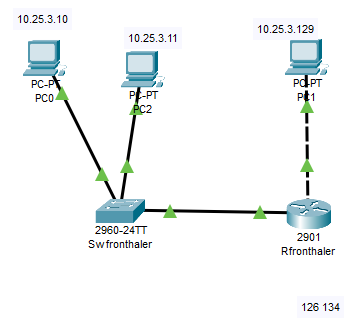 10.25.3.10
10.25.3.11
10.25.3.129
PC-PT
PC0
PC-PT
PC2
PC-PT
PC1
2960-24TT
Swfronthaler
2901
Rfronthaler
126 134